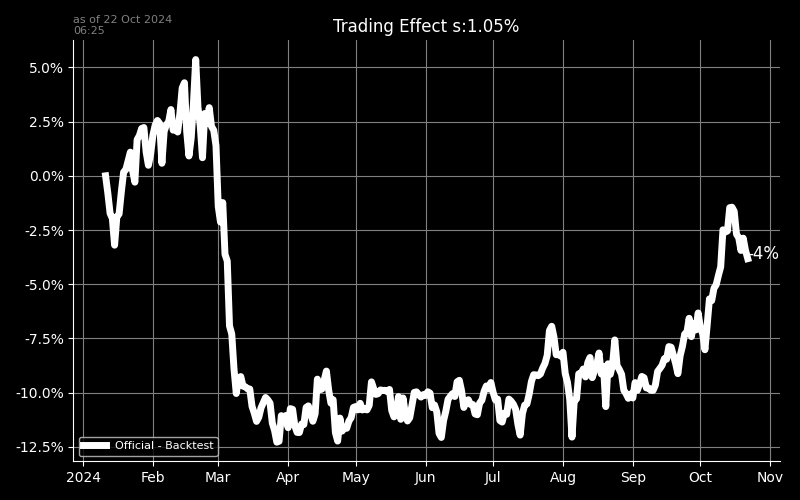 as of 22 Oct 2024
06:25
Trading Effect s:1.05%
5.0%
2.5%
0.0%
-2.5%
-5.0%
-7.5%
-10.0%
-12.5%
-4%
Official - Backtest
2024 Feb Mar Apr May Jun Jul Aug Sep Oct Nov